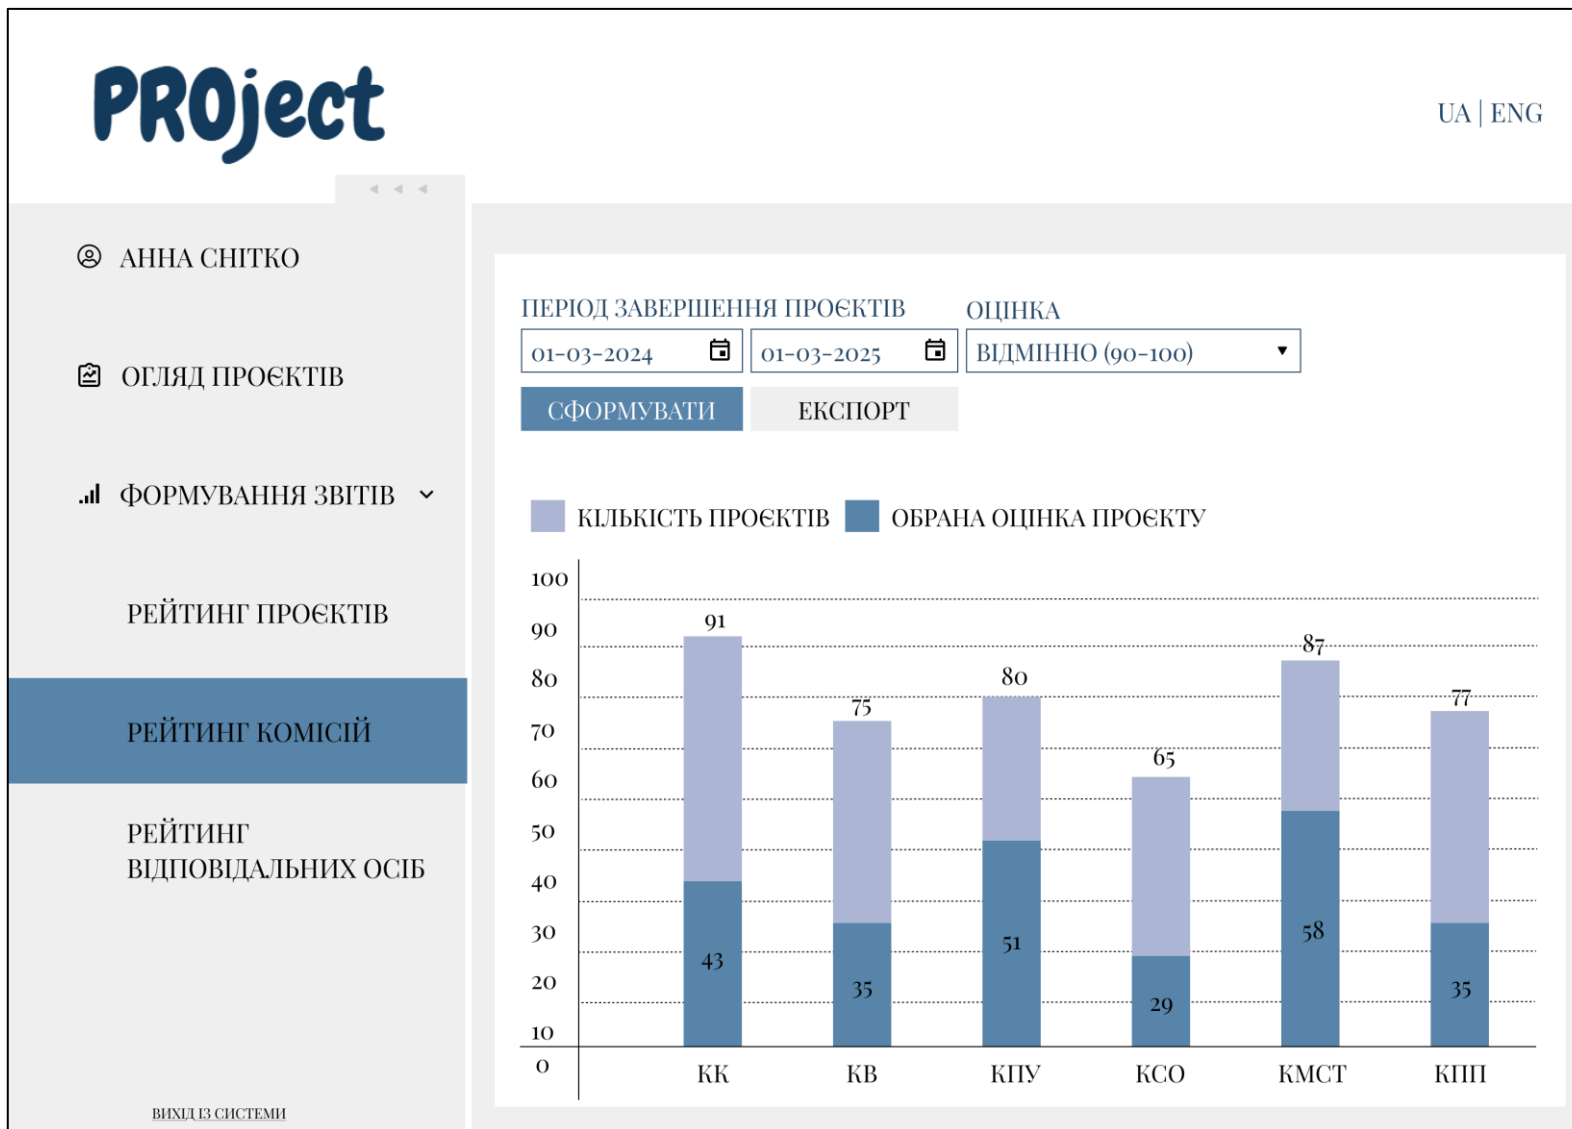 PROject
UA | ENG
АННА СНІТКО
ОГЛЯД ПРОЄКТІВ
ФОРМУВАННЯ ЗВІТІВ
РЕЙТИНГ ПРОЄКТІВ
РЕЙТИНГ КОМІСІЙ
РЕЙТИНГ
ВІДПОВІДАЛЬНИХ ОСІБ
ВИХІД ІЗ СИСТЕМИ
ПЕРІОД ЗАВЕРШЕННЯ ПРОЄКТІВ ОЦІНКА
01-03-2024 01-03-2025 ВІДМІННО (90-100)
СФОРМУВАТИ ЕКСПОРТ
КІЛЬКІСТЬ ПРОЄКТІВ ОБРАНА ОЦІНКА ПРОЄКТУ
100
90
80
70
60
50
40
30
20
10
0
91 75 80 65 87 77
43 35 51 29 58 35
КК КВ КПУ КСО КМСТ КПП